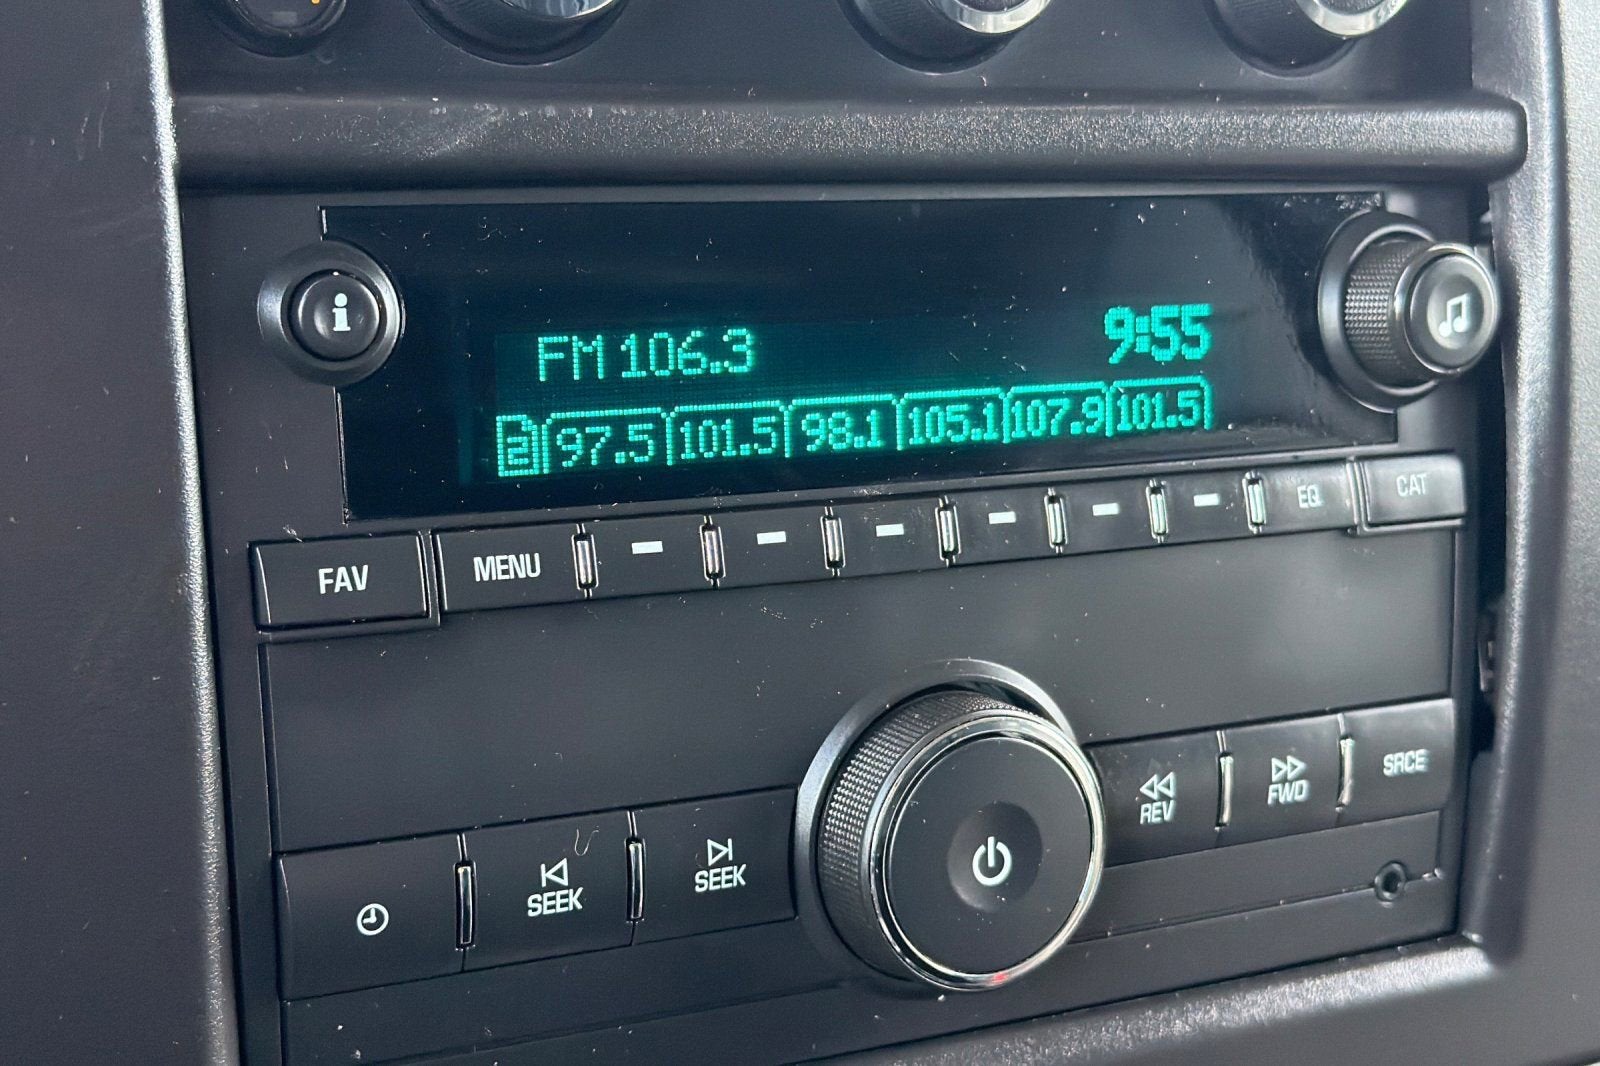 i
FM 106.3 9:55
2 97.5 101.5 98.1 105.1 107.9 101.5
FAV MENU EQ CAT
SEEK SEEK REV FWD SRCE